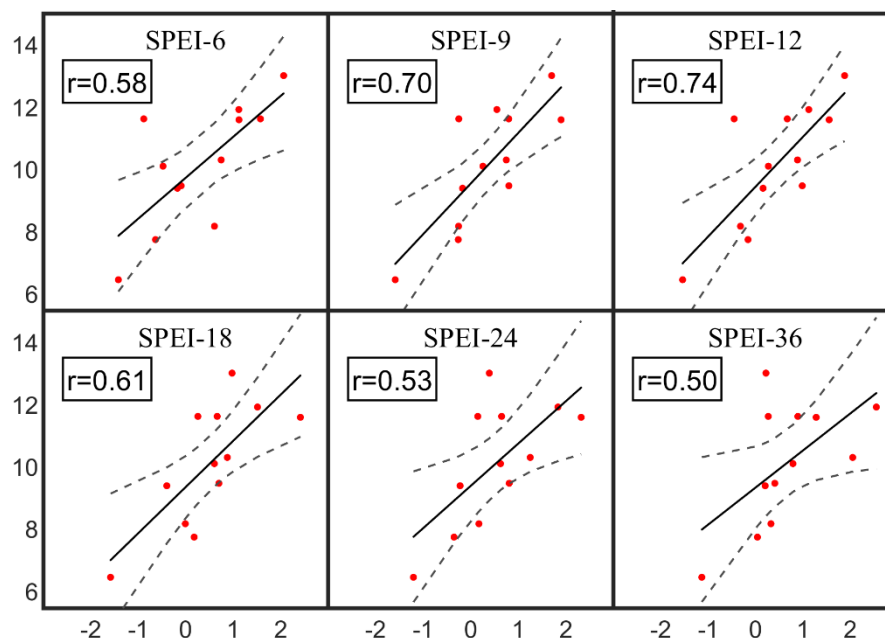 14
12
10
8
6
SPEI-6
r=0.58
SPEI-9
r=0.70
SPEI-12
r=0.74
14
12
10
8
6
SPEI-18
r=0.61
SPEI-24
r=0.53
SPEI-36
r=0.50
-2 -1 0 1 2
-2 -1 0 1 2
-2 -1 0 1 2